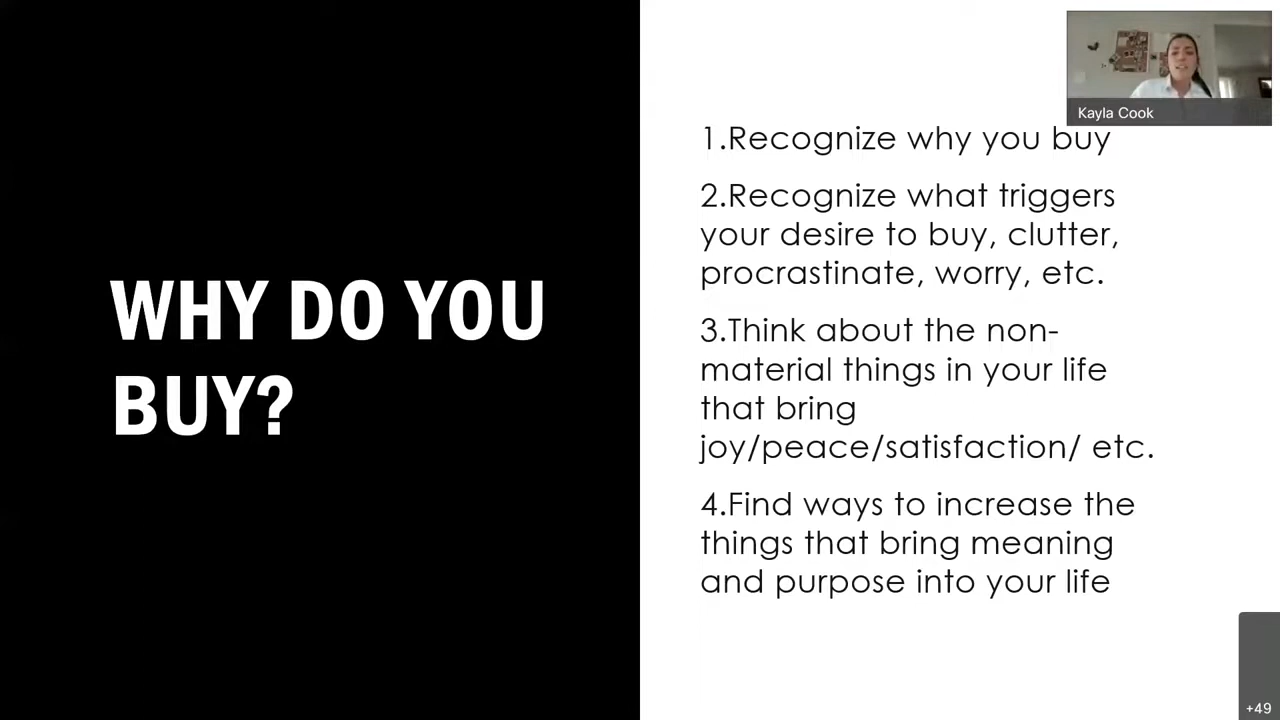 WHY DO YOU
BUY?
Kayla Cook
1.Recognize why you buy
2.Recognize what triggers
your desire to buy, clutter,
procrastinate, worry, etc.
3.Think about the non-
material things in your life
that bring
joy/peace/satisfaction/ etc.
4.Find ways to increase the
things that bring meaning
and purpose into your life
+49